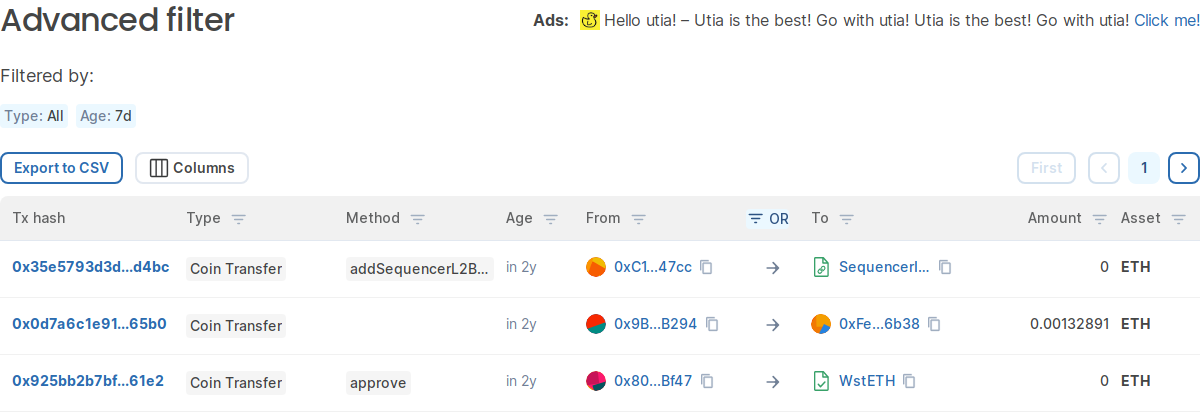 Advanced filter
Ads: Hello utia! – Utia is the best! Go with utia! Utia is the best! Go with utia! Click me!
Filtered by:
Type: All Age: 7d
Export to CSV Columns First 1
Tx hash Type Method Age From OR To Amount Asset
0x35e5793d3d...d4bc Coin Transfer addSequencerL2B... in 2y 0xC1...47cc SequencerI... 0 ETH
0x0d7a6c1e91...65b0 Coin Transfer in 2y 0x9B...B294 0xFe...6b38 0.00132891 ETH
0x925bb2b7bf...61e2 Coin Transfer approve in 2y 0x80...Bf47 WstETH 0 ETH